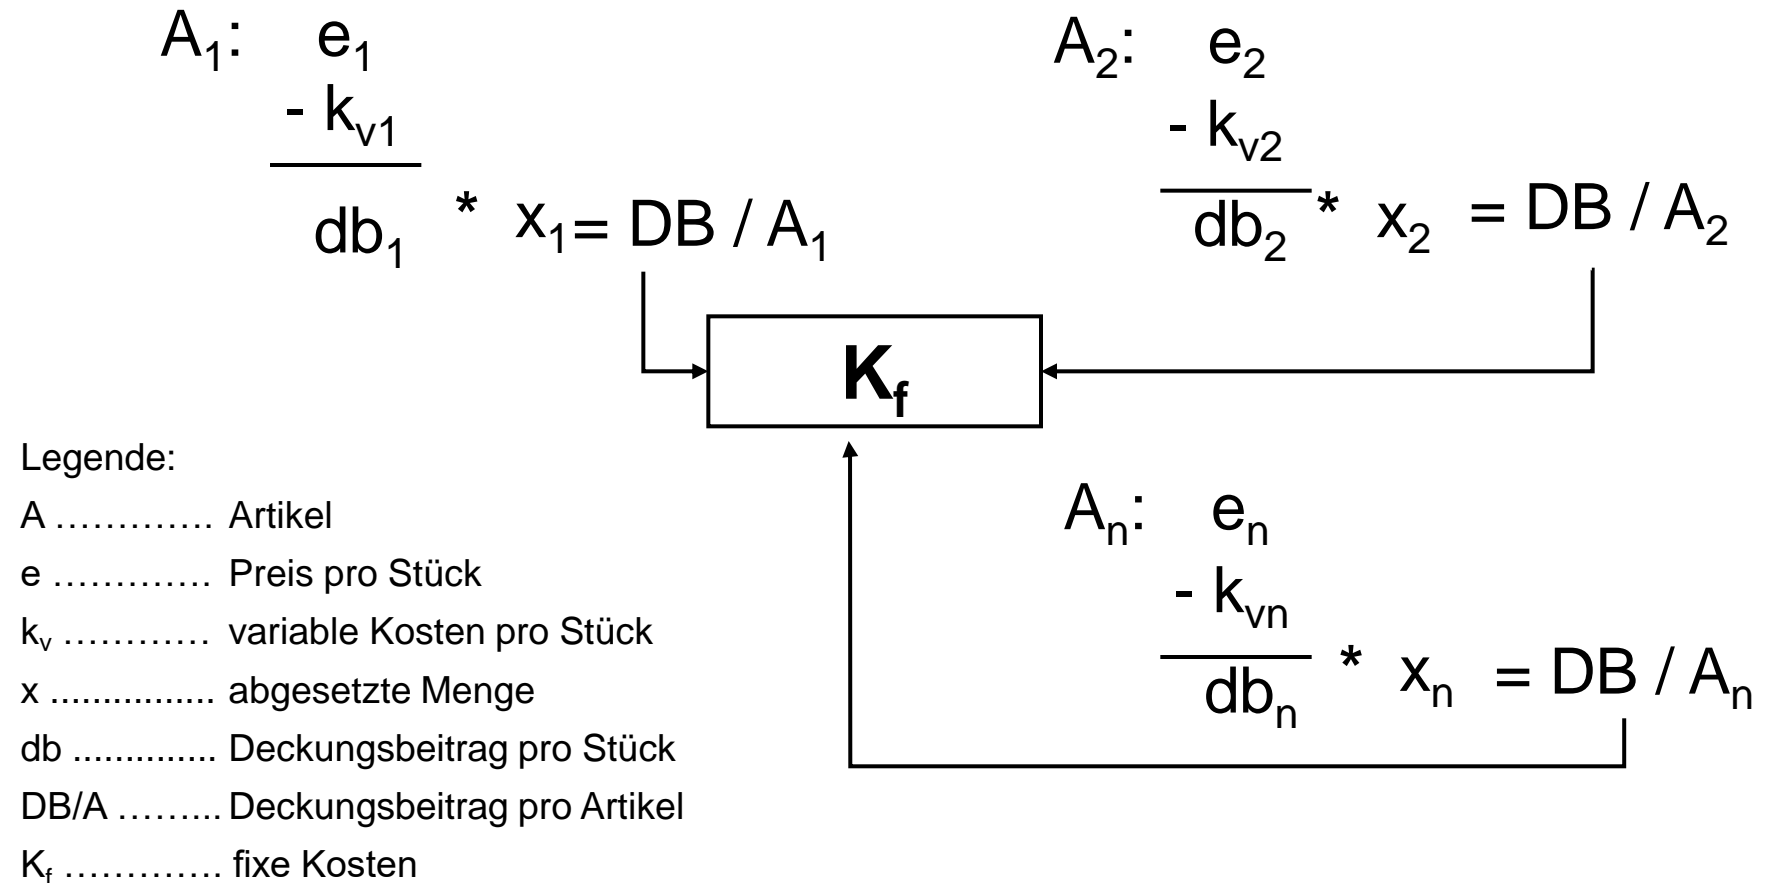 A₁: e₁
- kᵥ₁
db₁ * x₁ = DB / A₁
A₂: e₂
- kᵥ₂
db₂ * x₂ = DB / A₂
K_f
Aₙ: eₙ
- kᵥₙ
dbₙ * xₙ = DB / Aₙ
Legende:
A …………. Artikel
e …………. Preis pro Stück
kᵥ ………… variable Kosten pro Stück
x ............... abgesetzte Menge
db .............. Deckungsbeitrag pro Stück
DB/A ……... Deckungsbeitrag pro Artikel
K_f …………. fixe Kosten